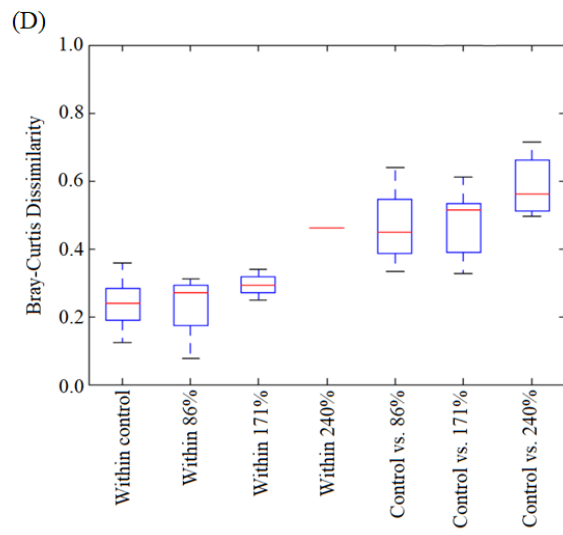 (D)
1.0
0.8
0.6
0.4
0.2
0.0
Bray-Curtis Dissimilarity
Within control
Within 86%
Within 171%
Within 240%
Control vs. 86%
Control vs. 171%
Control vs. 240%